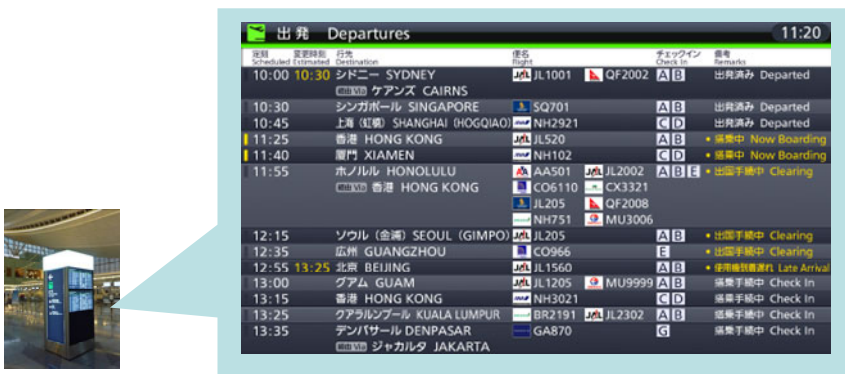 出発 Departures 11:20
定刻 変更時刻 行先 便名 チェックイン 備考
Scheduled Estimated Destination Flight Check In Remarks
10:00 10:30 シドニー SYDNEY JAL JL1001 QF2002 A B 出発済み Departed
経由 Via ケアンズ CAIRNS
10:30 シンガポール SINGAPORE SQ701 A B 出発済み Departed
10:45 上海 (虹橋) SHANGHAI (HOGQIAO) ANA NH2921 C D 出発済み Departed
11:25 香港 HONG KONG JAL JL520 A B • 搭乗中 Now Boarding
11:40 厦門 XIAMEN ANA NH102 C D • 搭乗中 Now Boarding
11:55 ホノルル HONOLULU AA AA501 JAL JL2002 A B E • 出国手続中 Clearing
経由 Via 香港 HONG KONG CO6110 CX3321
JL205 QF2008
NH751 MU3006
12:15 ソウル (金浦) SEOUL (GIMPO) JAL JL205 A B • 出国手続中 Clearing
12:35 広州 GUANGZHOU CO966 E • 出国手続中 Clearing
12:55 13:25 北京 BEIJING JAL JL1560 A B • 使用機到着遅れ Late Arrival
13:00 グアム GUAM JAL JL1205 MU9999 A B 搭乗手続中 Check In
13:15 香港 HONG KONG ANA NH3021 C D 搭乗手続中 Check In
13:25 クアラルンプール KUALA LUMPUR BR2191 JAL JL2302 A B 搭乗手続中 Check In
13:35 デンパサール DENPASAR GA870 G 搭乗手続中 Check In
経由 Via ジャカルタ JAKARTA